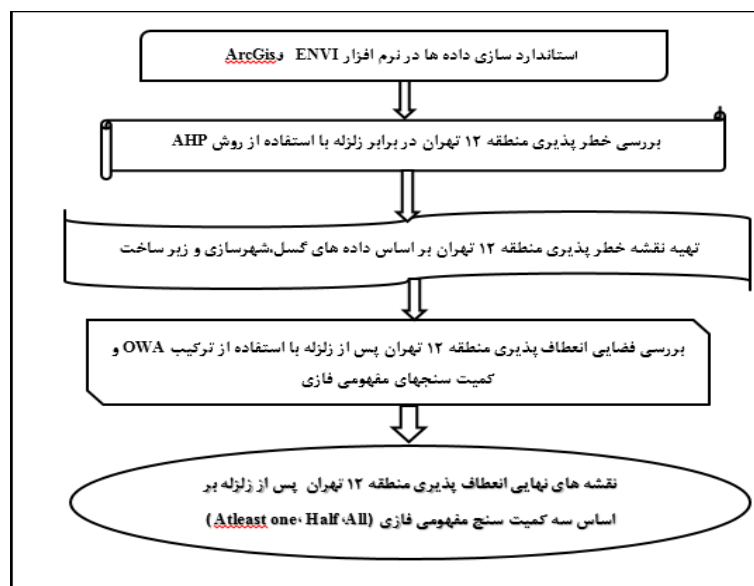 استاندارد سازی داده ها در نرم افزار ENVI و ArcGis
بررسی خطر پذیری منطقه ۱۲ تهران در برابر زلزله با استفاده از روش AHP
تهیه نقشه خطر پذیری منطقه ۱۲ تهران بر اساس داده های گسل،شهرسازی و زیر ساخت
بررسی فضایی انعطاف پذیری منطقه ۱۲ تهران پس از زلزله با استفاده از ترکیب OWA و
کمیت سنجهای مفهومی فازی
نقشه های نهایی انعطاف پذیری منطقه ۱۲ تهران پس از زلزله بر
اساس سه کمیت سنج مفهومی فازی (Atleast one، Half ،All)